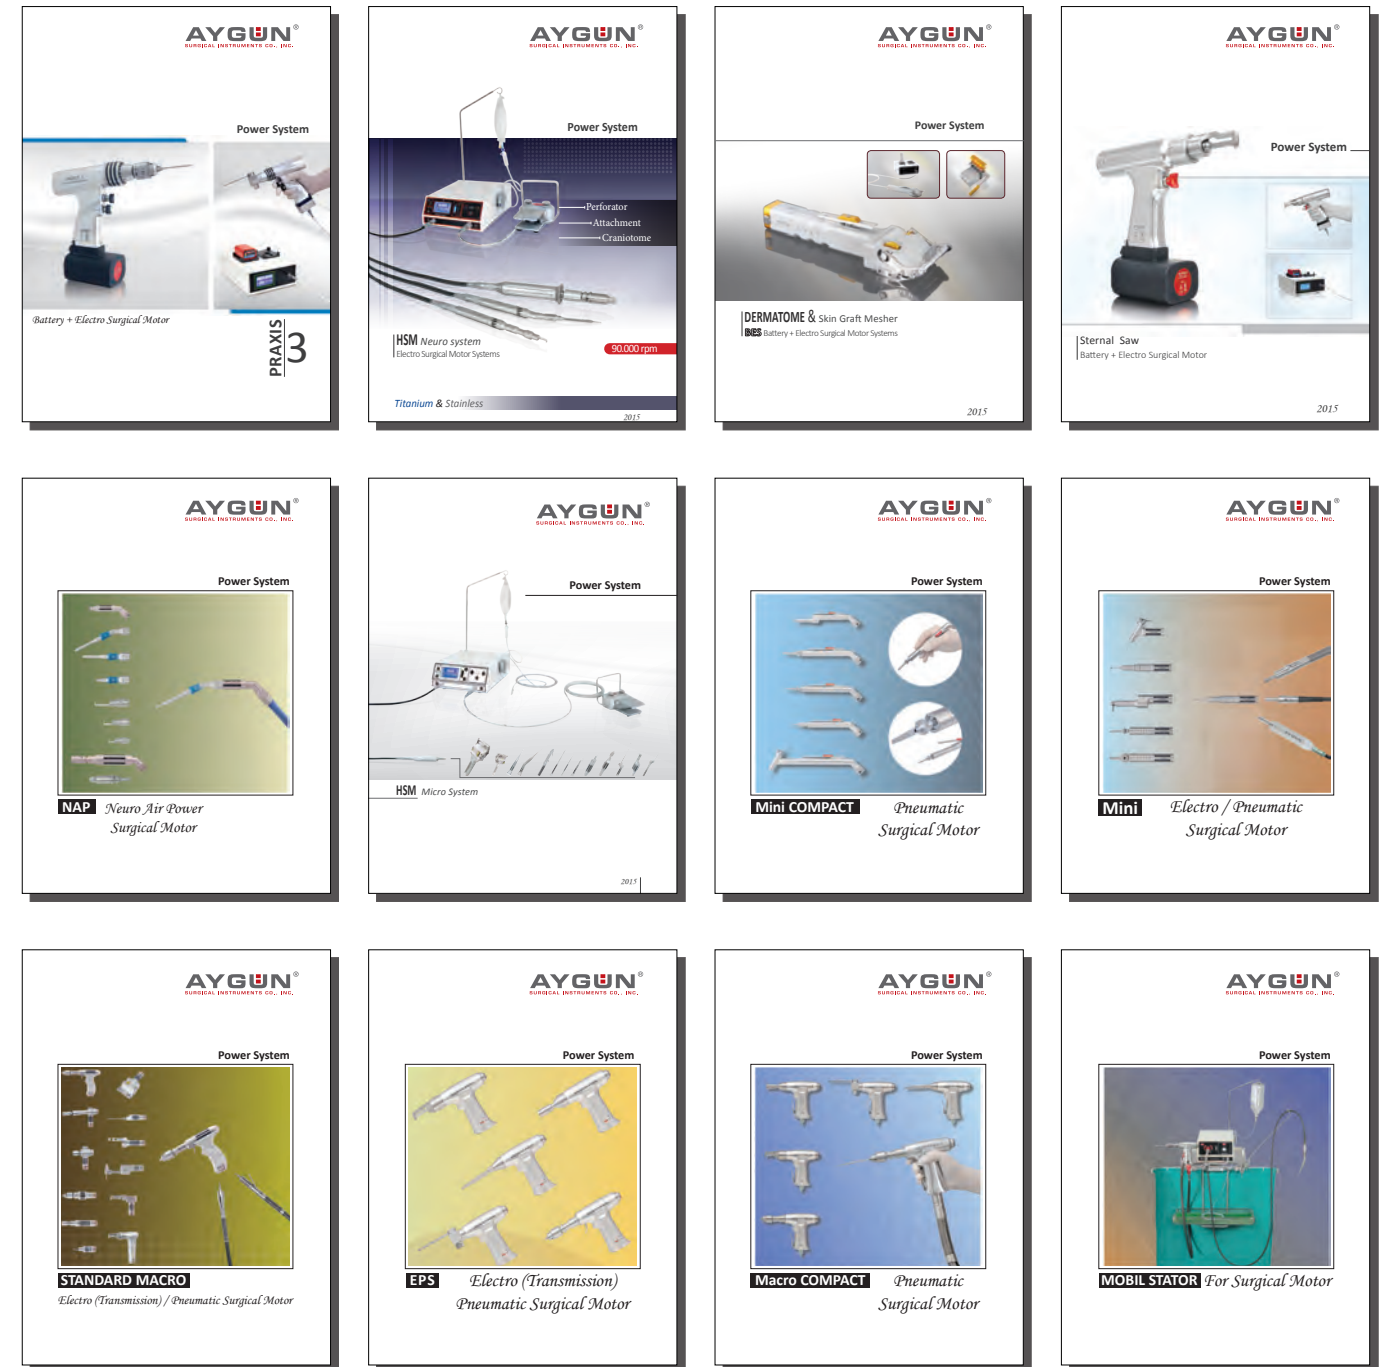 AYGUN®
SURGICAL INSTRUMENTS CO., INC.
Power System
Battery + Electro Surgical Motor
PRAXIS 3
AYGUN®
SURGICAL INSTRUMENTS CO., INC.
Power System
Perforator
Attachment
Craniotome
HSM Neuro system
Electro Surgical Motor Systems
90.000 rpm
Titanium & Stainless
2015
AYGUN®
SURGICAL INSTRUMENTS CO., INC.
Power System
DERMATOME & Skin Graft Mesher
BES Battery + Electro Surgical Motor Systems
2015
AYGUN®
SURGICAL INSTRUMENTS CO., INC.
Power System
Sternal Saw
Battery + Electro Surgical Motor
2015
AYGUN®
SURGICAL INSTRUMENTS CO., INC.
Power System
NAP Neuro Air Power
Surgical Motor
AYGUN®
SURGICAL INSTRUMENTS CO., INC.
Power System
HSM Micro System
2015
AYGUN®
SURGICAL INSTRUMENTS CO., INC.
Power System
Mini COMPACT Pneumatic
Surgical Motor
AYGUN®
SURGICAL INSTRUMENTS CO., INC.
Power System
Mini Electro / Pneumatic
Surgical Motor
AYGUN®
SURGICAL INSTRUMENTS CO., INC.
Power System
STANDARD MACRO
Electro (Transmission) / Pneumatic Surgical Motor
AYGUN®
SURGICAL INSTRUMENTS CO., INC.
Power System
EPS Electro (Transmission)
Pneumatic Surgical Motor
AYGUN®
SURGICAL INSTRUMENTS CO., INC.
Power System
Macro COMPACT Pneumatic
Surgical Motor
AYGUN®
SURGICAL INSTRUMENTS CO., INC.
Power System
MOBIL STATOR For Surgical Motor